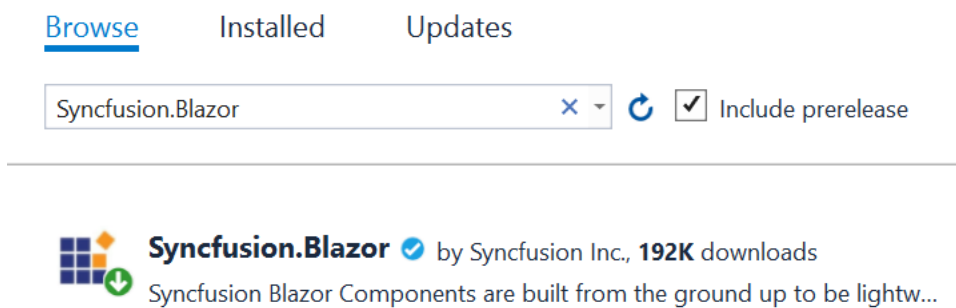 Browse Installed Updates
Syncfusion.Blazor Include prerelease
Syncfusion.Blazor by Syncfusion Inc., 192K downloads
Syncfusion Blazor Components are built from the ground up to be lightw...